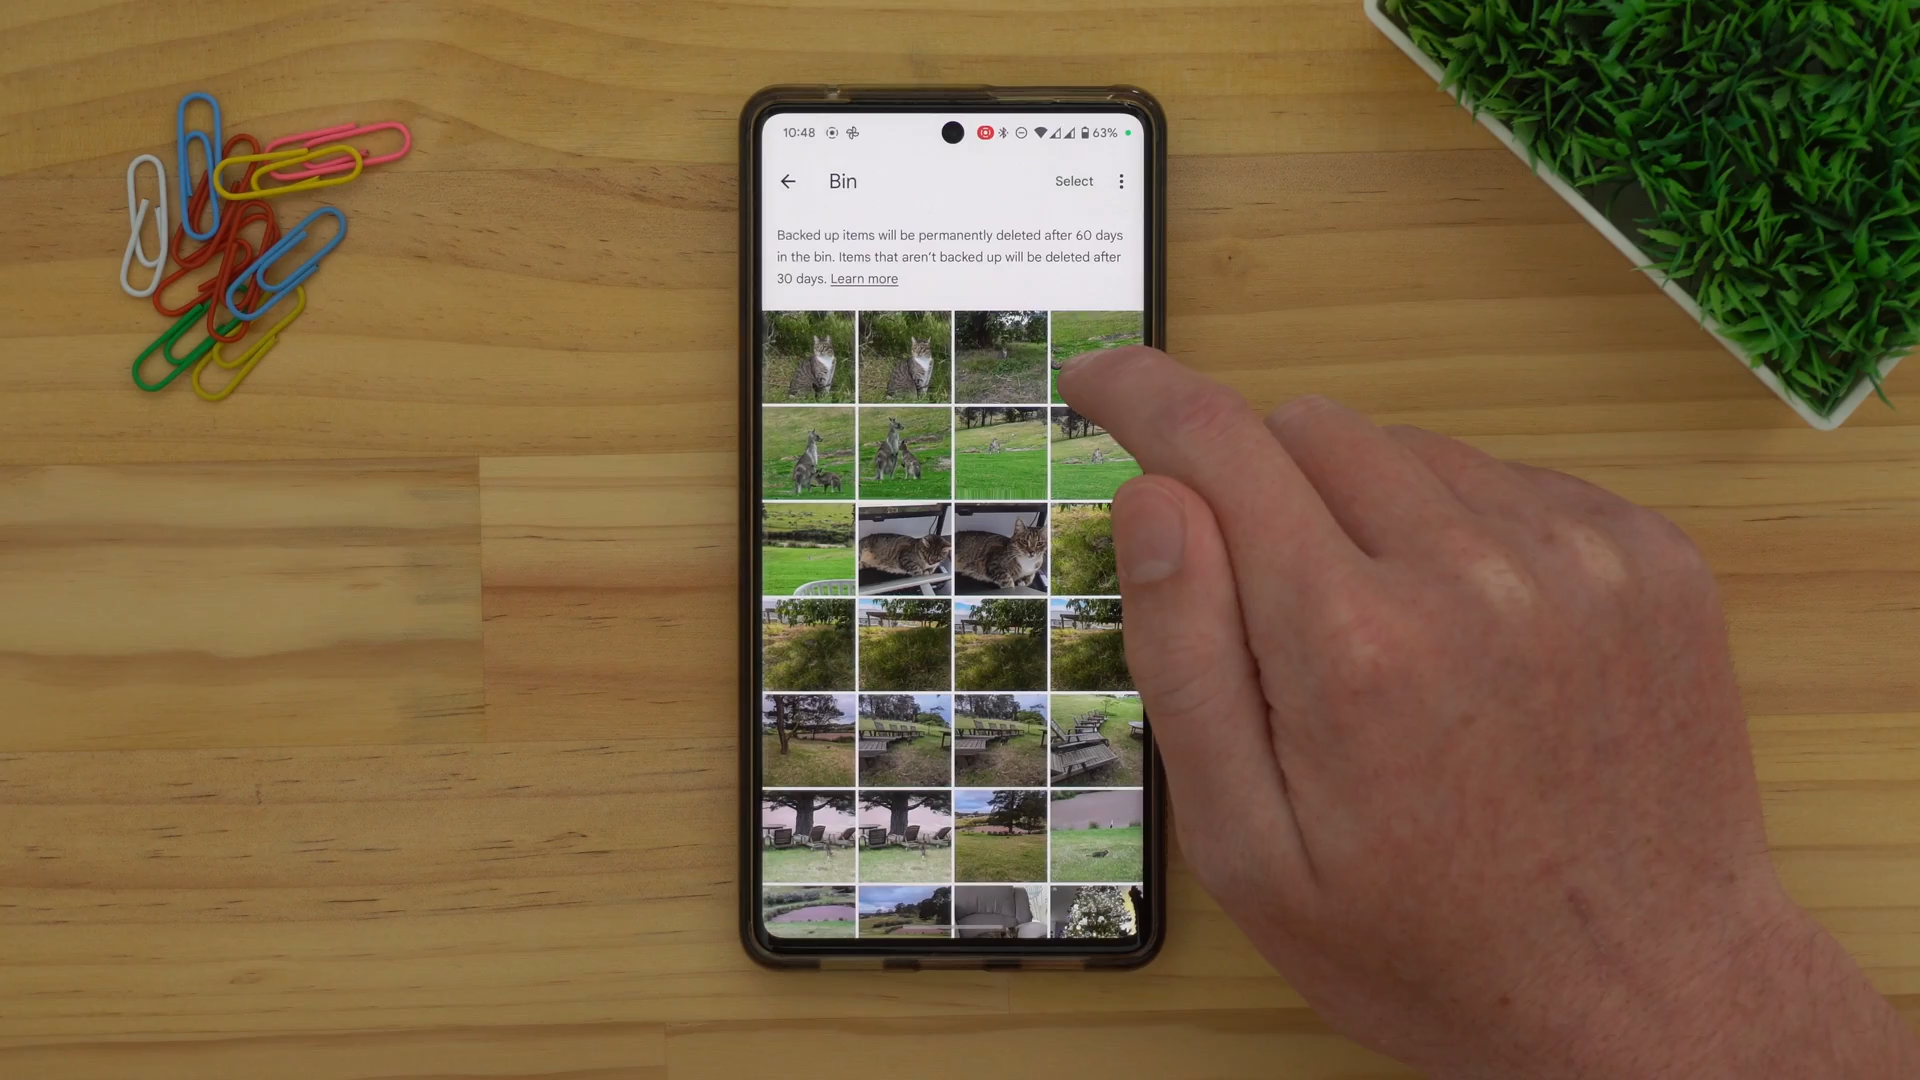 10:48
63%
Bin
Select
Backed up items will be permanently deleted after 60 days
in the bin. Items that aren't backed up will be deleted after
30 days. Learn more